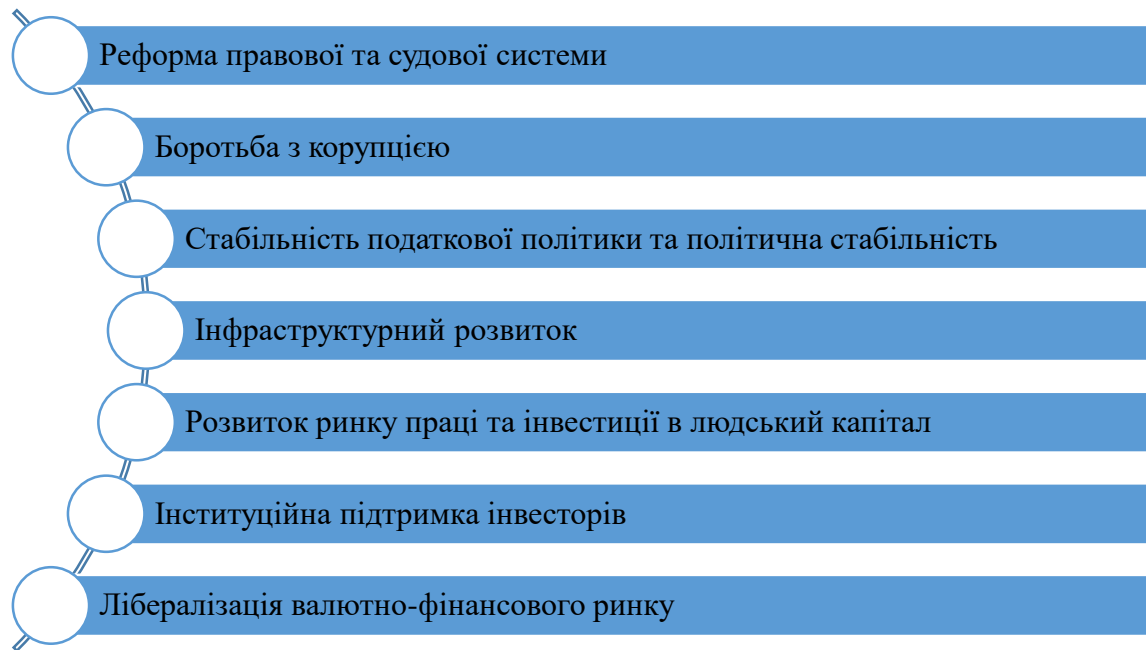 Реформа правової та судової системи
Боротьба з корупцією
Стабільність податкової політики та політична стабільність
Інфраструктурний розвиток
Розвиток ринку праці та інвестиції в людський капітал
Інституційна підтримка інвесторів
Лібералізація валютно-фінансового ринку